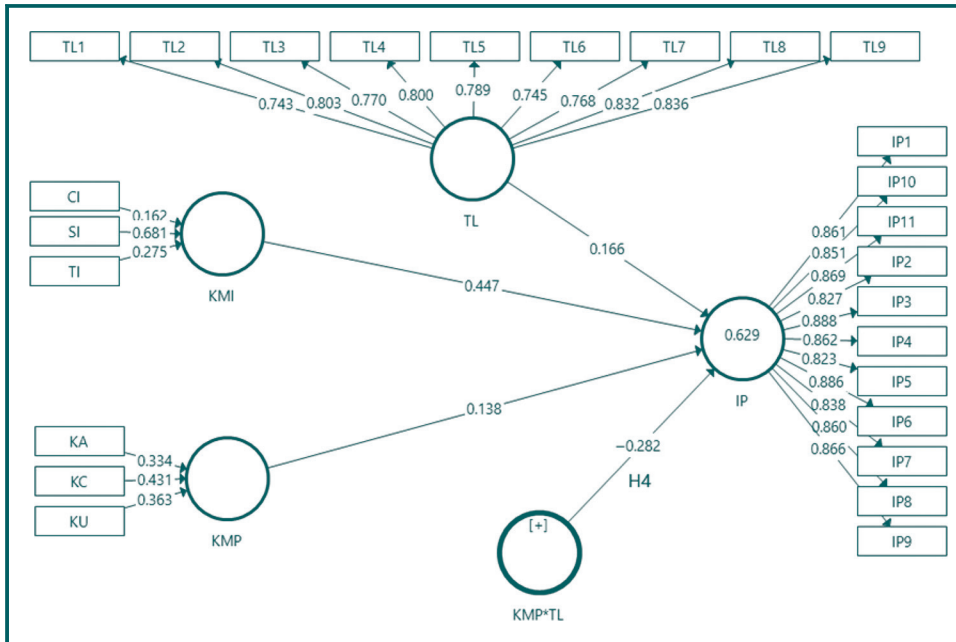 TL1 TL2 TL3 TL4 TL5 TL6 TL7 TL8 TL9
0.743 0.803 0.770 0.800 0.789 0.745 0.768 0.832 0.836
TL
CI
SI
TI
0.162
0.681
0.275
KMI
0.166
0.447
KA
KC
KU
0.334
0.431
0.363
KMP
0.138
−0.282
H4
[+]
KMP*TL
0.629
IP
0.861
0.851
0.869
0.827
0.888
0.862
0.823
0.886
0.838
0.860
0.866
IP1
IP10
IP11
IP2
IP3
IP4
IP5
IP6
IP7
IP8
IP9